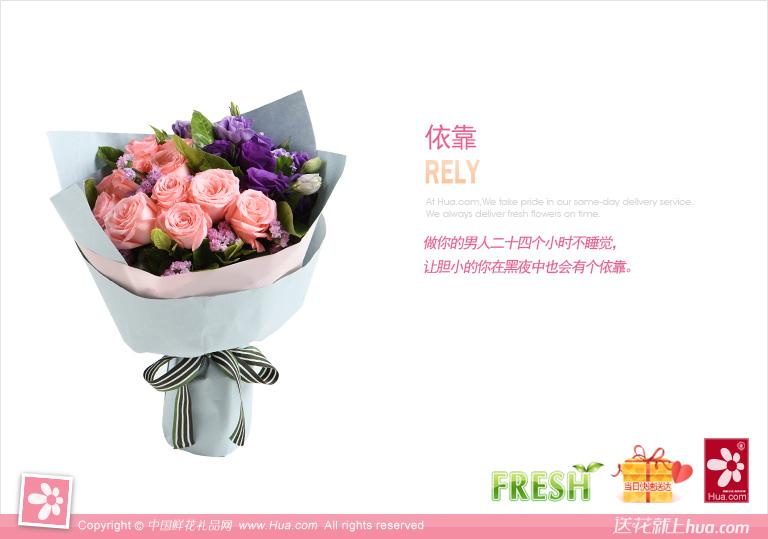 依靠
RELY
At Hua.com,We take pride in our same-day delivery service.
We always deliver fresh flowers on time.
做你的男人二十四个小时不睡觉,
让胆小的你在黑夜中也会有个依靠。
FRESH
当日快速送达
Hua.com
Copyright © 中国鲜花礼品网 www.Hua.com All rights reserved
送花就上hua.com